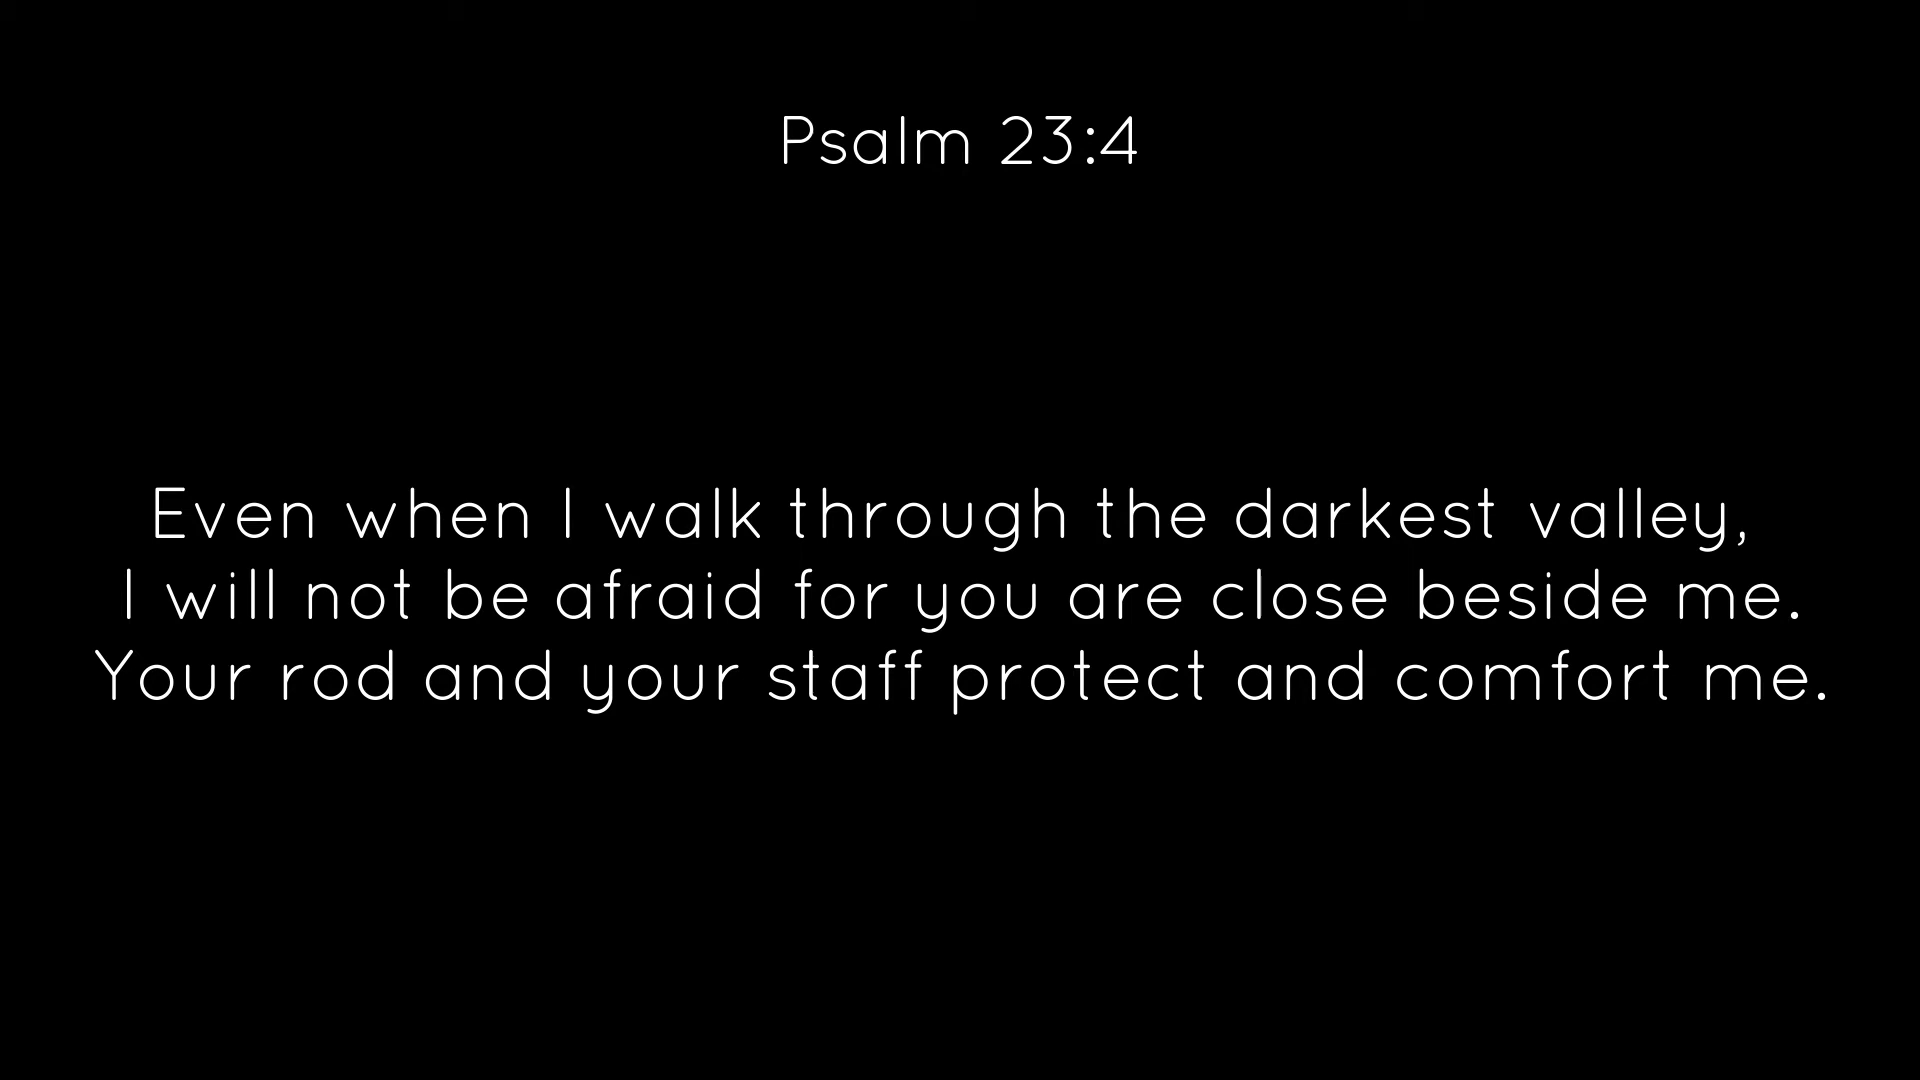 Psalm 23:4
Even when I walk through the darkest valley,
I will not be afraid for you are close beside me.
Your rod and your staff protect and comfort me.